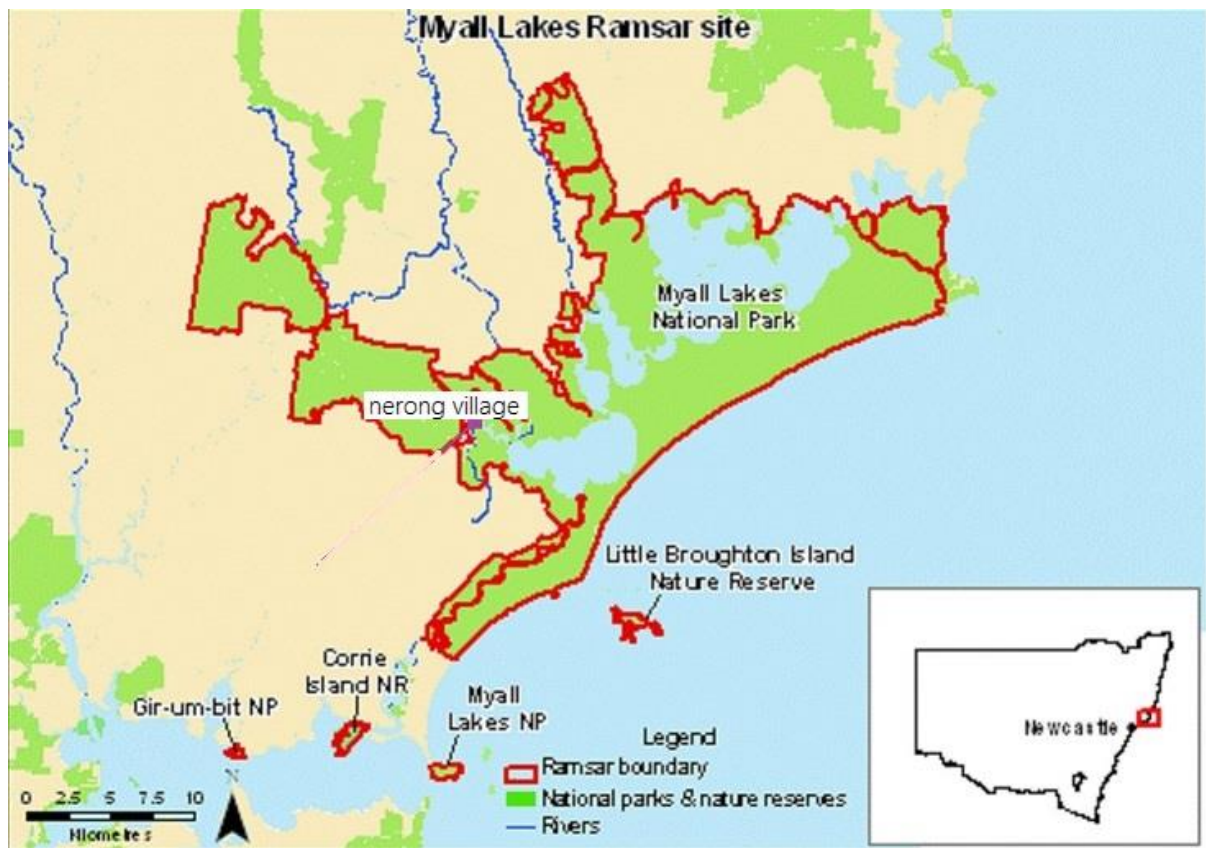 Myall Lakes Ramsar site
Myall Lakes
National Park
nerong village
Little Broughton Island
Nature Reserve
Corrie
Island NR
Gir-um-bit NP
Myall
Lakes NP
Legend
Ramsar boundary
National parks & nature reserves
Rivers
0 2.5 5 7.5 10
Kilometres
N
Newcastle